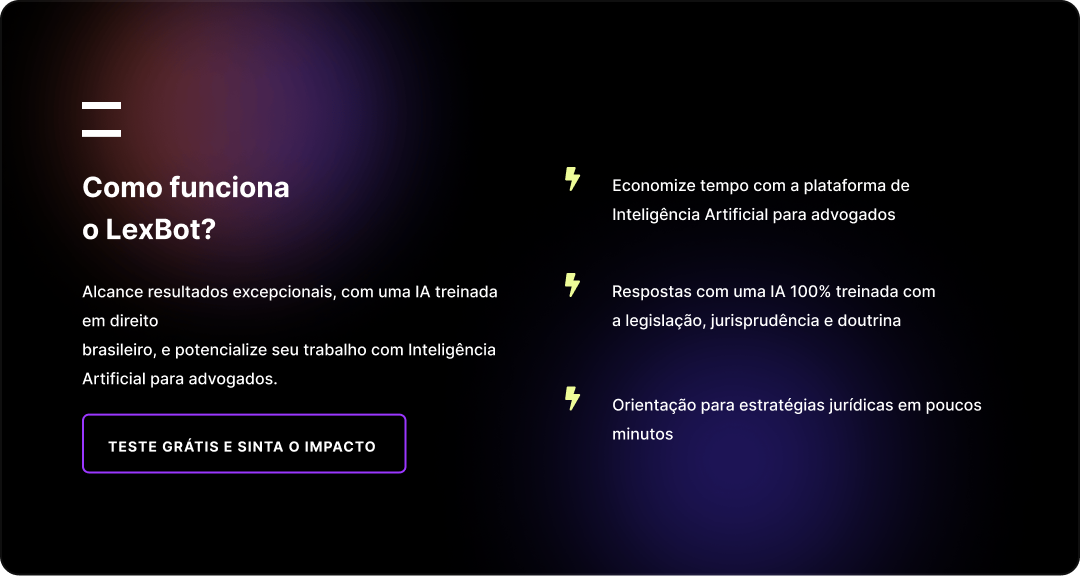 Como funciona
o LexBot?
Alcance resultados excepcionais, com uma IA treinada
em direito
brasileiro, e potencialize seu trabalho com Inteligência
Artificial para advogados.
TESTE GRÁTIS E SINTA O IMPACTO
Economize tempo com a plataforma de
Inteligência Artificial para advogados
Respostas com uma IA 100% treinada com
a legislação, jurisprudência e doutrina
Orientação para estratégias jurídicas em poucos
minutos